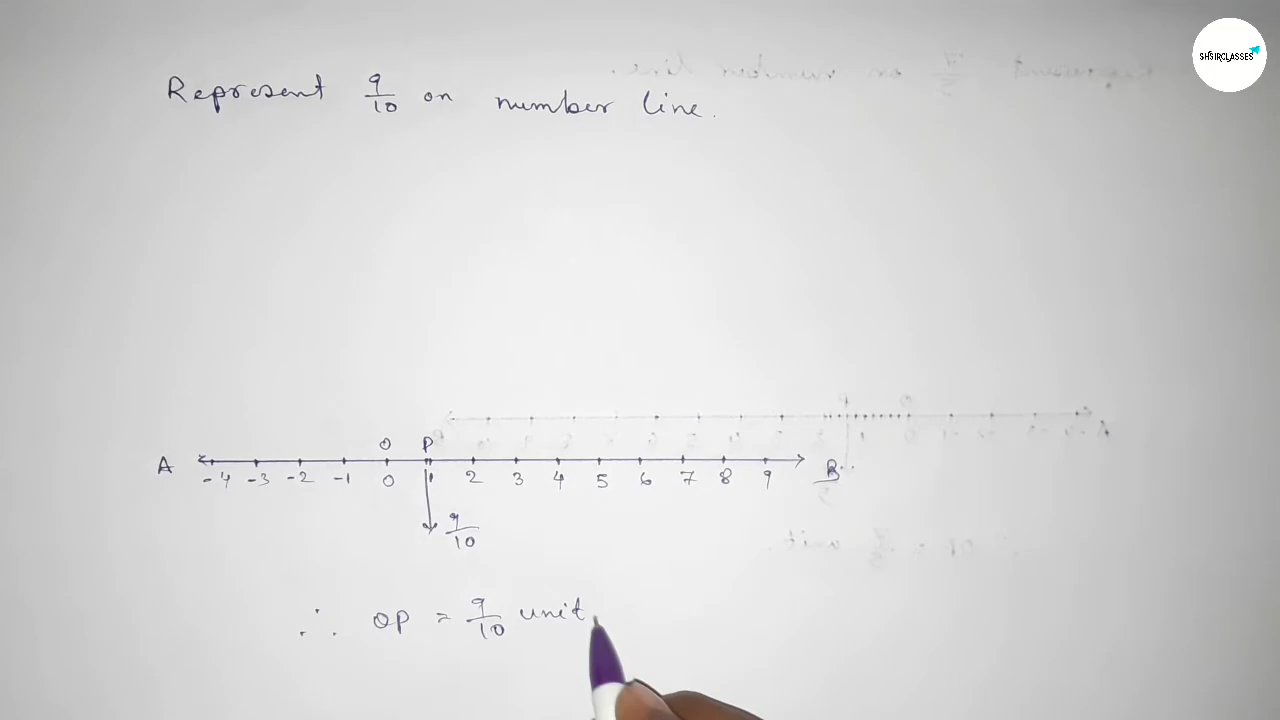 SHSIRCLASSES
Represent 9/10 on number line.
O P
A B
-4 -3 -2 -1 0 1 2 3 4 5 6 7 8 9
9/10
∴ OP = 9/10 unit